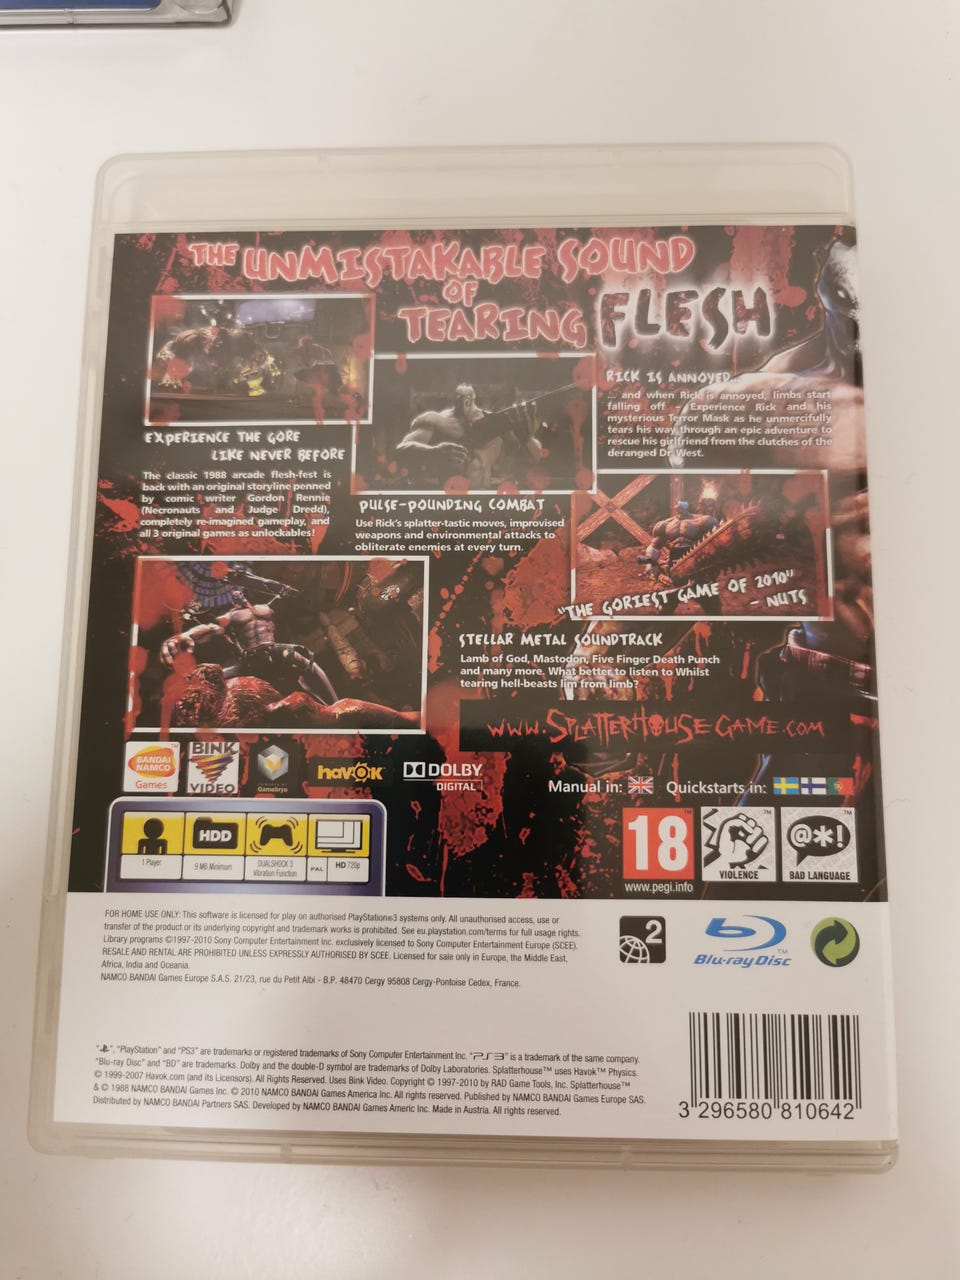 THE UNMISTAKABLE SOUND
OF
TEARING FLESH
EXPERIENCE THE GORE
LIKE NEVER BEFORE
The classic 1988 arcade flesh-fest is
back with an original storyline penned
by comic writer Gordon Rennie
(Necronauts and Judge Dredd),
completely re-imagined gameplay, and
all 3 original games as unlockables!
PULSE-POUNDING COMBAT
Use Rick's splatter-tastic moves, improvised
weapons and environmental attacks to
obliterate enemies at every turn.
RICK IS ANNOYED...
... and when Rick is annoyed, limbs start
falling off – Experience Rick and his
mysterious Terror Mask as he unmercifully
tears his way through an epic adventure to
rescue his girlfriend from the clutches of the
deranged Dr West.
"THE GORIEST GAME OF 2010"
- NUTS
STELLAR METAL SOUNDTRACK
Lamb of God, Mastodon, Five Finger Death Punch
and many more. What better to listen to Whilst
tearing hell-beasts lim from limb?
WWW.SPLATTERHOUSEGAME.COM
BANDAI
NAMCO
Games
BINK
VIDEO
Gamebryo
havok
DOLBY
DIGITAL
Manual in: Quickstarts in:
1 Player
HDD
9 MB Minimum
DUALSHOCK 3
Vibration Function
PAL
HD 720p
18
www.pegi.info
VIOLENCE
@*!
BAD LANGUAGE
FOR HOME USE ONLY: This software is licensed for play on authorised PlayStation®3 systems only. All unauthorised access, use or
transfer of the product or its underlying copyright and trademark works is prohibited. See eu.playstation.com/terms for full usage rights.
Library programs ©1997-2010 Sony Computer Entertainment Inc. exclusively licensed to Sony Computer Entertainment Europe (SCEE).
RESALE AND RENTAL ARE PROHIBITED UNLESS EXPRESSLY AUTHORISED BY SCEE. Licensed for sale only in Europe, the Middle East,
Africa, India and Oceania.
NAMCO BANDAI Games Europe S.A.S. 21/23, rue du Petit Albi - B.P. 48470 Cergy 95808 Cergy-Pontoise Cedex, France.
2
Blu-ray Disc™
"PlayStation" and "PS3" are trademarks or registered trademarks of Sony Computer Entertainment Inc. "PS3" is a trademark of the same company.
"Blu-ray Disc" and "BD" are trademarks. Dolby and the double-D symbol are trademarks of Dolby Laboratories. Splatterhouse™ uses Havok™ Physics.
© 1999-2007 Havok.com (and its Licensors). All Rights Reserved. Uses Bink Video. Copyright © 1997-2010 by RAD Game Tools, Inc. Splatterhouse™
& © 1988 NAMCO BANDAI Games Inc. © 2010 NAMCO BANDAI Games America Inc. All rights reserved. Published by NAMCO BANDAI Games Europe SAS.
Distributed by NAMCO BANDAI Partners SAS. Developed by NAMCO BANDAI Games Americ Inc. Made in Austria. All rights reserved.
3 296580 810642